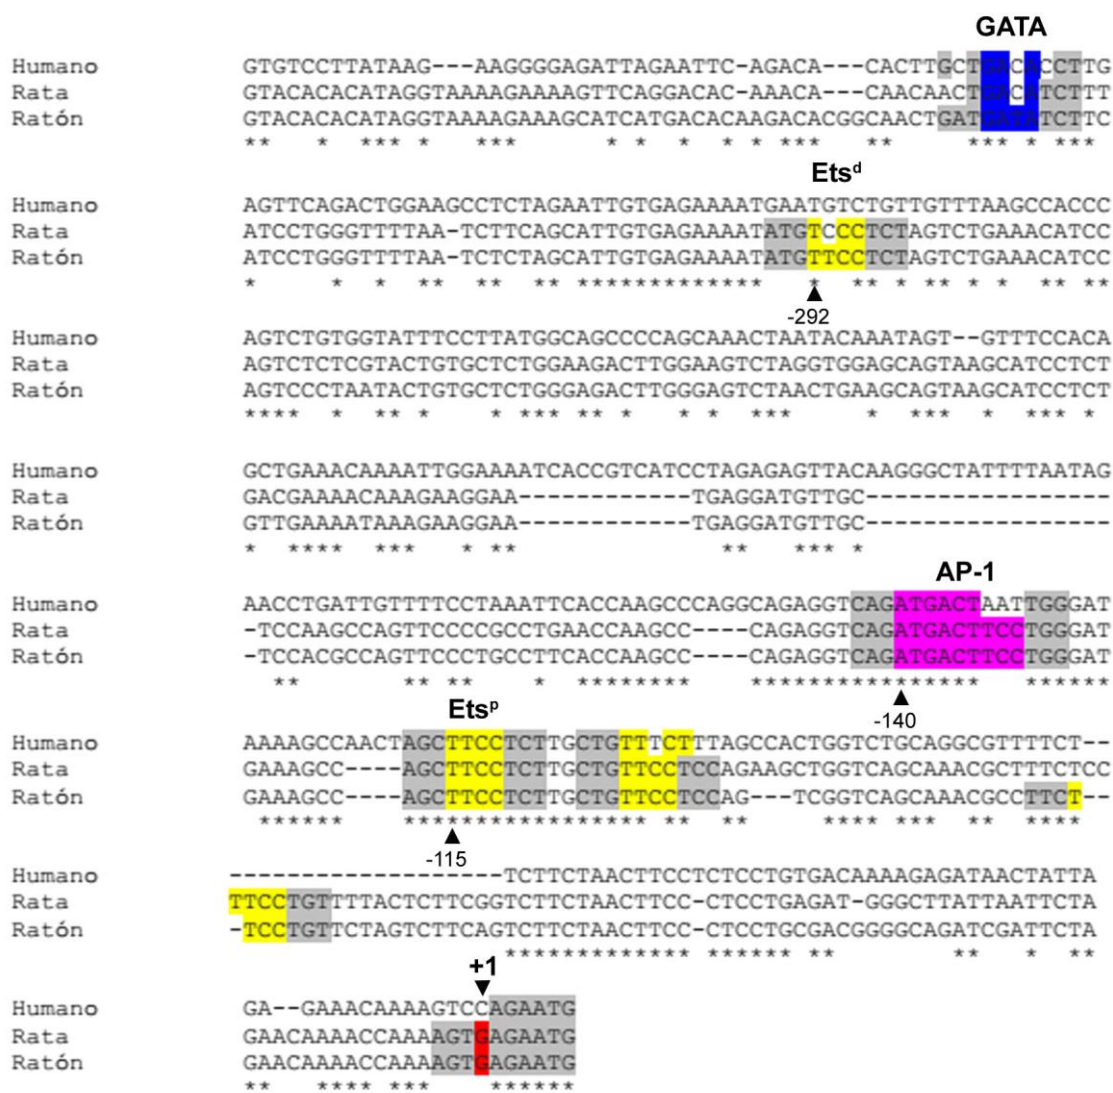 GATA
Humano GTGTCCTTATAAG---AAGGGGAGATTAGAATTC-AGACA---CACTTGCTGACACCTTG
Rata GTACACACATAGGTAAAAGAAAAGTTCAGGACAC-AAACA---CAACAACTGACATCTTT
Ratón GTACACACATAGGTAAAAGAAAGCATCATGACACAAGACACGGCAACTGATGATATCTTC
** * ** ** *** * * * * ** * *** * ***
Etsᵈ
Humano AGTTCAGACTGGAAGCCTCTAGAATTGTGAGAAAATGAATGTCTGTTGTTTAAGCCACCC
Rata ATCCTGGGTTTTAA-TCTTCAGCATTGTGAGAAAATATGTCCCTCTAGTCTGAAACATCC
Ratón ATCCTGGGTTTTAA-TCTCTAGCATTGTGAGAAAATATGTTCCTCTAGTCTGAAACATCC
* * * ** ** ** ************* * ** * ** * * ** **
-292
Humano AGTCTGTGGTATTTCCTTATGGCAGCCCCAGCAAACTAATACAAATAGT--GTTTCCACA
Rata AGTCTCTCGTACTGTGCTCTGGAAGACTTGGAAGTCTAGGTGGAGCAGTAAGCATCCTCT
Ratón AGTCCCTAATACTGTGCTCTGGGAGACTTGGGAGTCTAACTGAAGCAGTAAGCATCCTCT
**** * ** * * *** ** * * * *** * *** * *** *
Humano GCTGAAACAAAATTGGAAAATCACCGTCATCCTAGAGAGTTACAAGGGCTATTTTAATAG
Rata GACGAAAACAAAGAAGGAA------------TGAGGATGTTGC-----------------
Ratón GTTGAAAATAAAGAAGGAA------------TGAGGATGTTGC-----------------
* **** *** * ** ** *** *
AP-1
Humano AACCTGATTGTTTTCCTAAATTCACCAAGCCCAGGCAGAGGTCAGATGACTAATTGGGAT
Rata -TCCAAGCCAGTTCCCCGCCTGAACCAAGCC----CAGAGGTCAGATGACTTCCTGGGAT
Ratón -TCCACGCCAGTTCCCTGCCTTCACCAAGCC----CAGAGGTCAGATGACTTCCTGGGAT
** ** ** * ******** **************** ******
-140
Etsᵖ
Humano AAAAGCCAACTAGCTTCCTCTTGCTGTTTCTTTAGCCACTGGTCTGCAGGCGTTTTCT--
Rata GAAAGCC----AGCTTCCTCTTGCTGTTCCTCCAGAAGCTGGTCAGCAAACGCTTTCTCC
Ratón GAAAGCC----AGCTTCCTCTTGCTGTTCCTCCAG---TCGGTCAGCAAACGCCTTCT--
****** ***************** ** ** **** *** ** ****
-115
Humano -------------------TCTTCTAACTTCCTCTCCTGTGACAAAAGAGATAACTATTA
Rata TTCCTGTTTTACTCTTCGGTCTTCTAACTTCC-CTCCTGAGAT-GGGCTTATTAATTCTA
Ratón -TCCTGTTCTAGTCTTCAGTCTTCTAACTTCC-CTCCTGCGACGGGGCAGATCGATTCTA
************* ****** ** ** * **
+1
Humano GA--GAAACAAAAGTCCAGAATG
Rata GAACAAAACCAAAAGTGAGAATG
Ratón GAACAAAACCAAAAGTGAGAATG
** **** *** ******